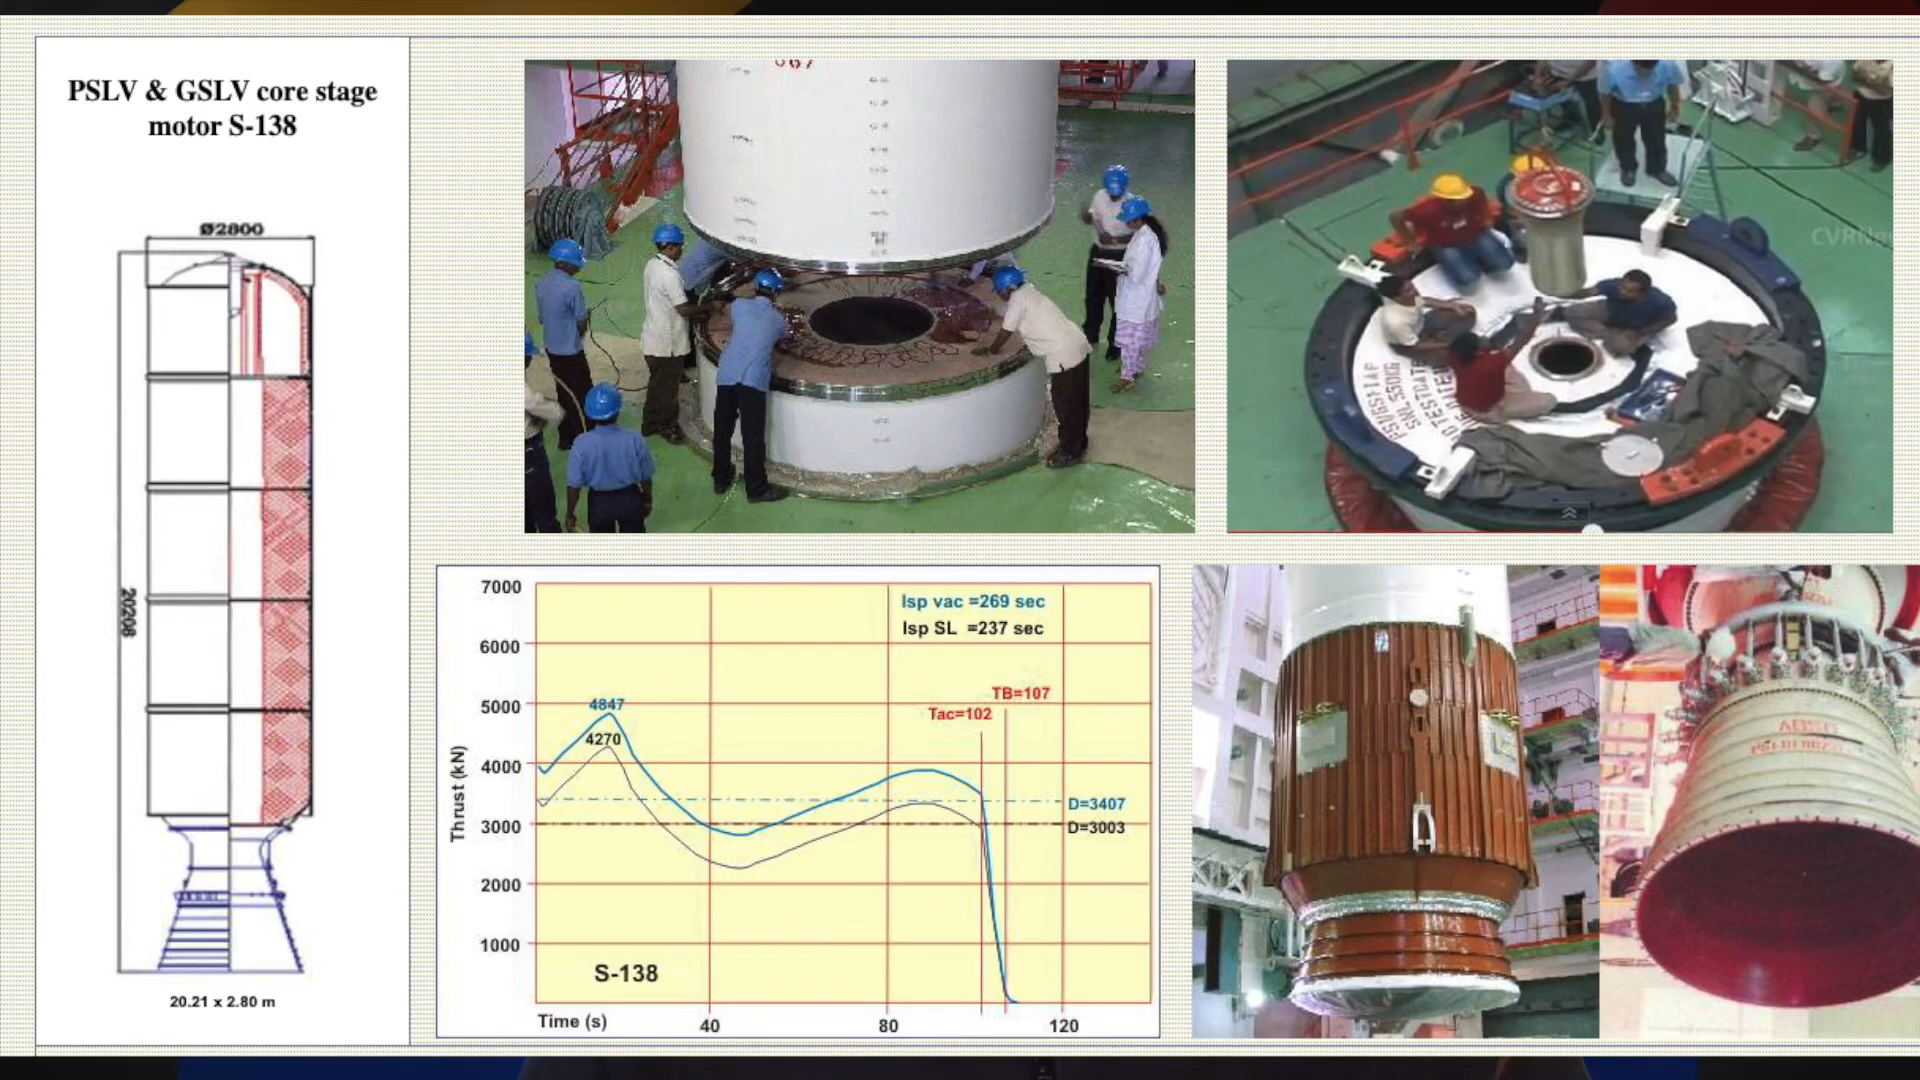 PSLV & GSLV core stage
motor S-138
Ø2800
20208
20.21 x 2.80 m
CVRNe
7000
6000
5000
4000
3000
2000
1000
Thrust (kN)
Isp vac =269 sec
Isp SL =237 sec
TB=107
Tac=102
4847
4270
D=3407
D=3003
S-138
Time (s)
40
80
120